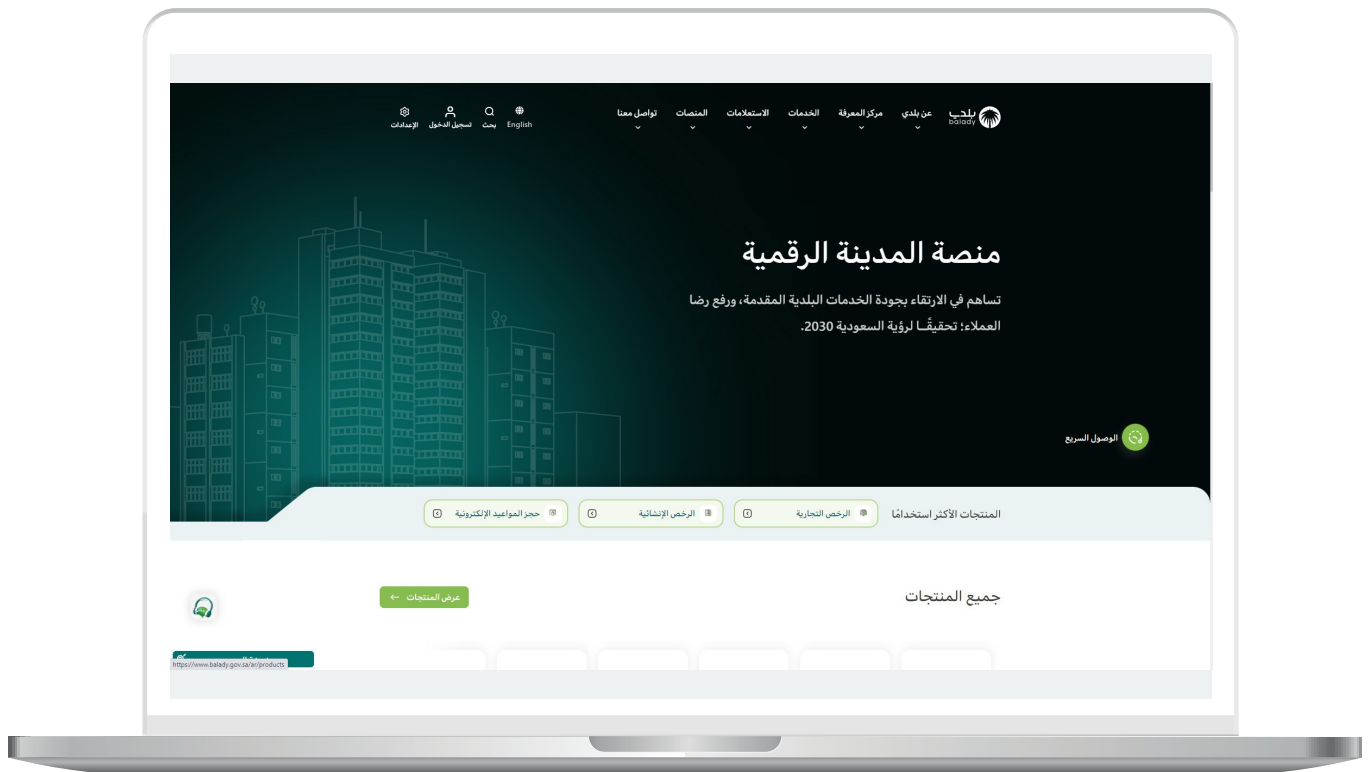 بلدي
balady
عن بلدي
مركز المعرفة
الخدمات
الاستعلامات
المنصات
تواصل معنا
English
بحث
تسجيل الدخول
الإعدادات
منصة المدينة الرقمية
تساهم في الارتقاء بجودة الخدمات البلدية المقدمة، ورفع رضا
العملاء؛ تحقيقًــا لرؤية السعودية 2030.
الوصول السريع
المنتجات الأكثر استخدامًا
الرخص التجارية
الرخص الإنشائية
حجز المواعيد الإلكترونية
جميع المنتجات
عرض المنتجات
https://www.balady.gov.sa/ar/products